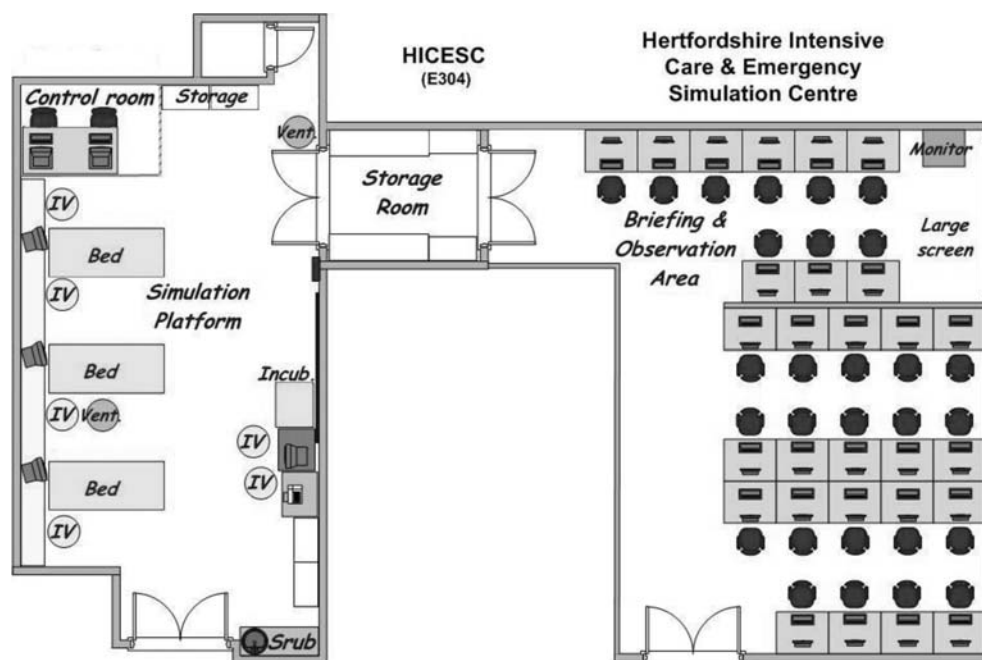 HICESC
(E304)
Hertfordshire Intensive
Care & Emergency
Simulation Centre
Control room
Storage
Vent.
Monitor
Storage
Room
Briefing &
Observation
Area
Large
screen
IV
Bed
IV
Simulation
Platform
Bed
Incub.
IV
Vent.
IV
Bed
IV
IV
Srub